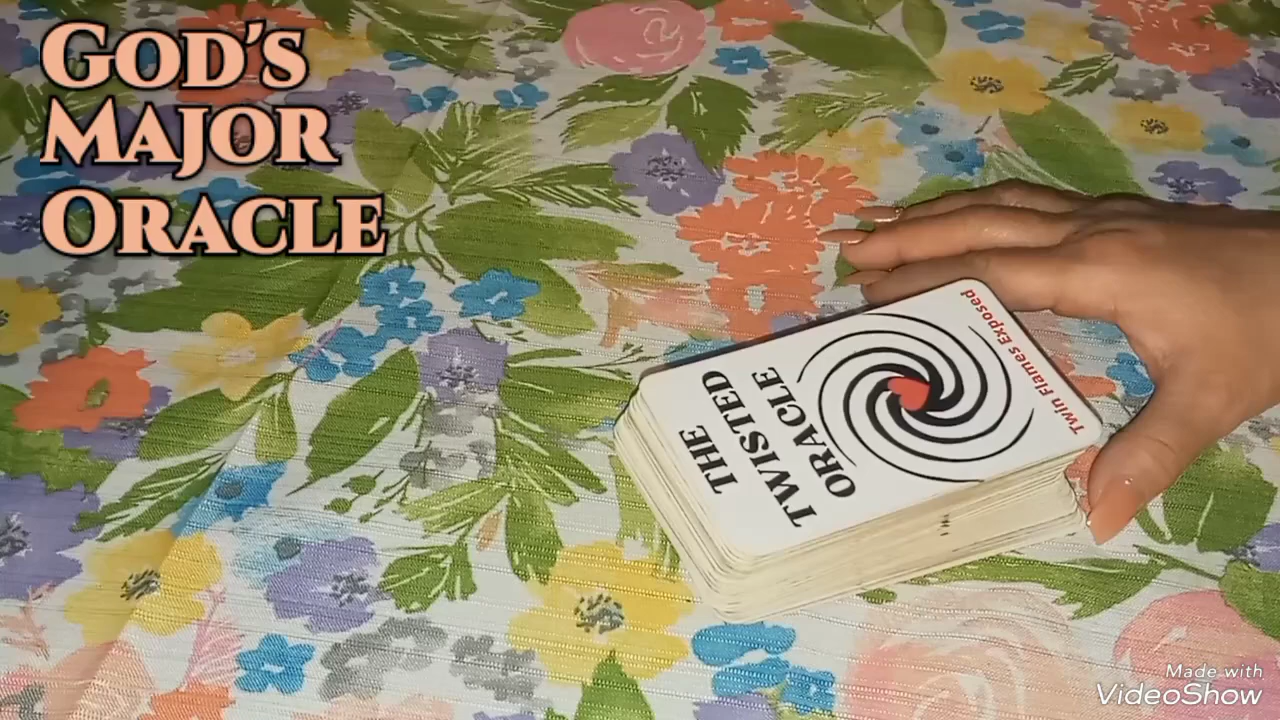 God's
Major
Oracle
THE
TWISTED
ORACLE
Twin Flames Exposed
Made with
VideoShow